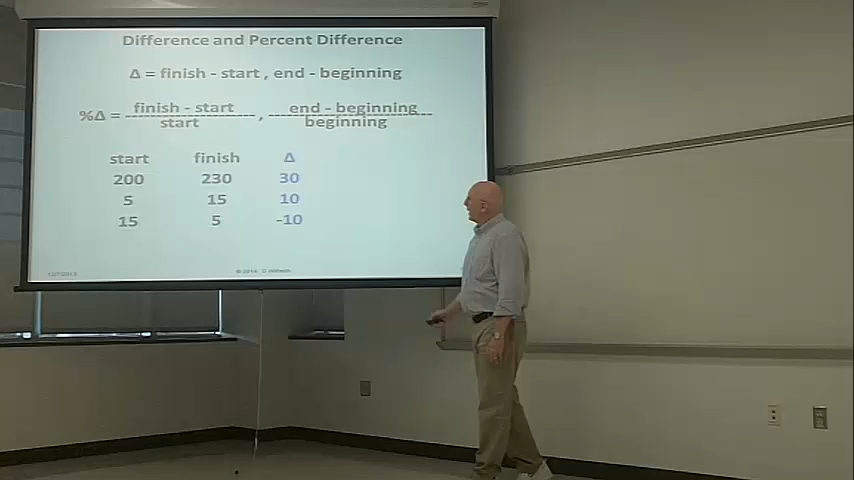 Difference and Percent Difference
Δ = finish - start , end - beginning
%Δ = finish - start / start , end - beginning / beginning
start finish Δ
200 230 30
5 15 10
15 5 -10